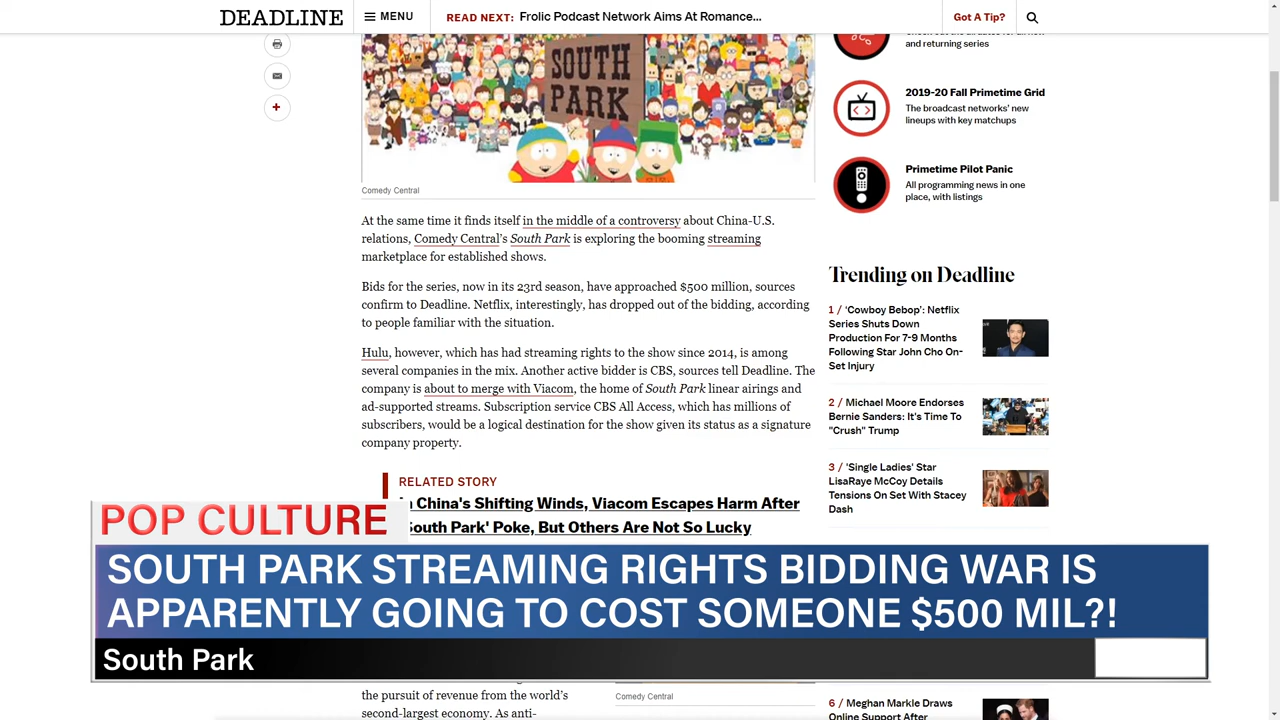 DEADLINE
MENU
READ NEXT: Frolic Podcast Network Aims At Romance...
Got A Tip?
SOUTH
PARK
Comedy Central
At the same time it finds itself in the middle of a controversy about China-U.S.
relations, Comedy Central's South Park is exploring the booming streaming
marketplace for established shows.
Bids for the series, now in its 23rd season, have approached $500 million, sources
confirm to Deadline. Netflix, interestingly, has dropped out of the bidding, according
to people familiar with the situation.
Hulu, however, which has had streaming rights to the show since 2014, is among
several companies in the mix. Another active bidder is CBS, sources tell Deadline. The
company is about to merge with Viacom, the home of South Park linear airings and
ad-supported streams. Subscription service CBS All Access, which has millions of
subscribers, would be a logical destination for the show given its status as a signature
company property.
RELATED STORY
China's Shifting Winds, Viacom Escapes Harm After
South Park' Poke, But Others Are Not So Lucky
and returning series
2019-20 Fall Primetime Grid
The broadcast networks' new
lineups with key matchups
Primetime Pilot Panic
All programming news in one
place, with listings
Trending on Deadline
1 / 'Cowboy Bebop': Netflix
Series Shuts Down
Production For 7-9 Months
Following Star John Cho On-
Set Injury
2 / Michael Moore Endorses
Bernie Sanders: It's Time To
"Crush" Trump
3 / 'Single Ladies' Star
LisaRaye McCoy Details
Tensions On Set With Stacey
Dash
POP CULTURE
SOUTH PARK STREAMING RIGHTS BIDDING WAR IS
APPARENTLY GOING TO COST SOMEONE $500 MIL?!
South Park
the pursuit of revenue from the world's
second-largest economy. As anti-
Comedy Central
6 / Meghan Markle Draws
Online Support After